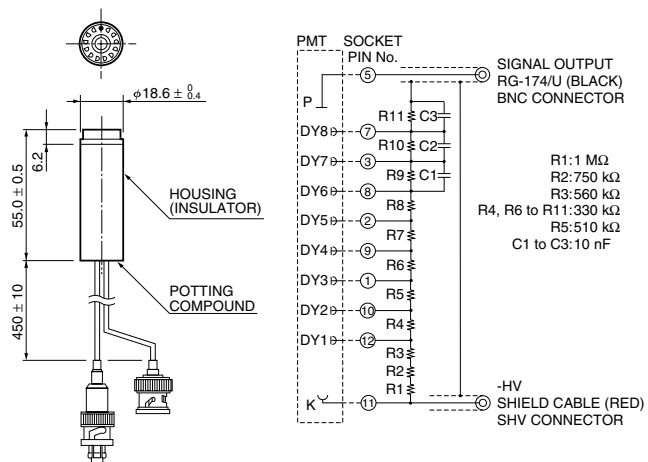 φ18.6 ± 0 0.4
6.2
55.0 ± 0.5
450 ± 10
HOUSING
(INSULATOR)
POTTING
COMPOUND
PMT
SOCKET
PIN No.
P
5
SIGNAL OUTPUT
RG-174/U (BLACK)
BNC CONNECTOR
R11
C3
DY8
7
R10
C2
DY7
3
R9
C1
DY6
8
R8
DY5
2
R7
DY4
9
R6
DY3
1
R5
DY2
10
R4
DY1
12
R3
R2
R1
K
11
R1:1 MΩ
R2:750 kΩ
R3:560 kΩ
R4, R6 to R11:330 kΩ
R5:510 kΩ
C1 to C3:10 nF
-HV
SHIELD CABLE (RED)
SHV CONNECTOR